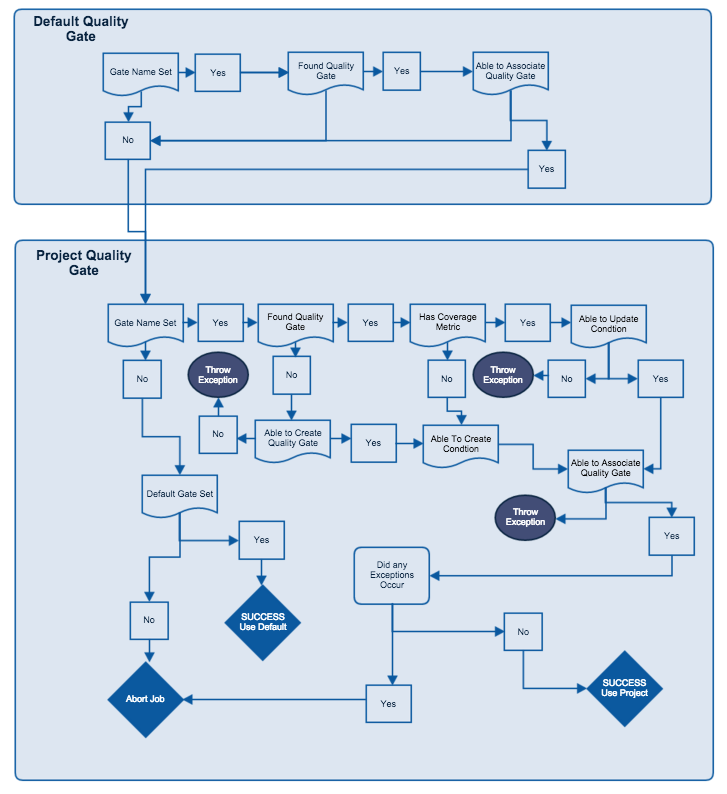 Default Quality
Gate
Gate Name Set
Yes
Found Quality
Gate
Yes
Able to Associate
Quality Gate
No
Yes
Project Quality
Gate
Gate Name Set
Yes
Found Quality
Gate
Yes
Has Coverage
Metric
Yes
Able to Update
Condtion
No
Throw
Exception
No
No
Throw
Exception
No
Yes
No
Able to Create
Quality Gate
Yes
Able To Create
Condtion
Able to Associate
Quality Gate
Default Gate Set
Throw
Exception
Yes
Yes
Did any
Exceptions
Occur
No
SUCCESS
Use Default
No
Abort Job
Yes
SUCCESS
Use Project